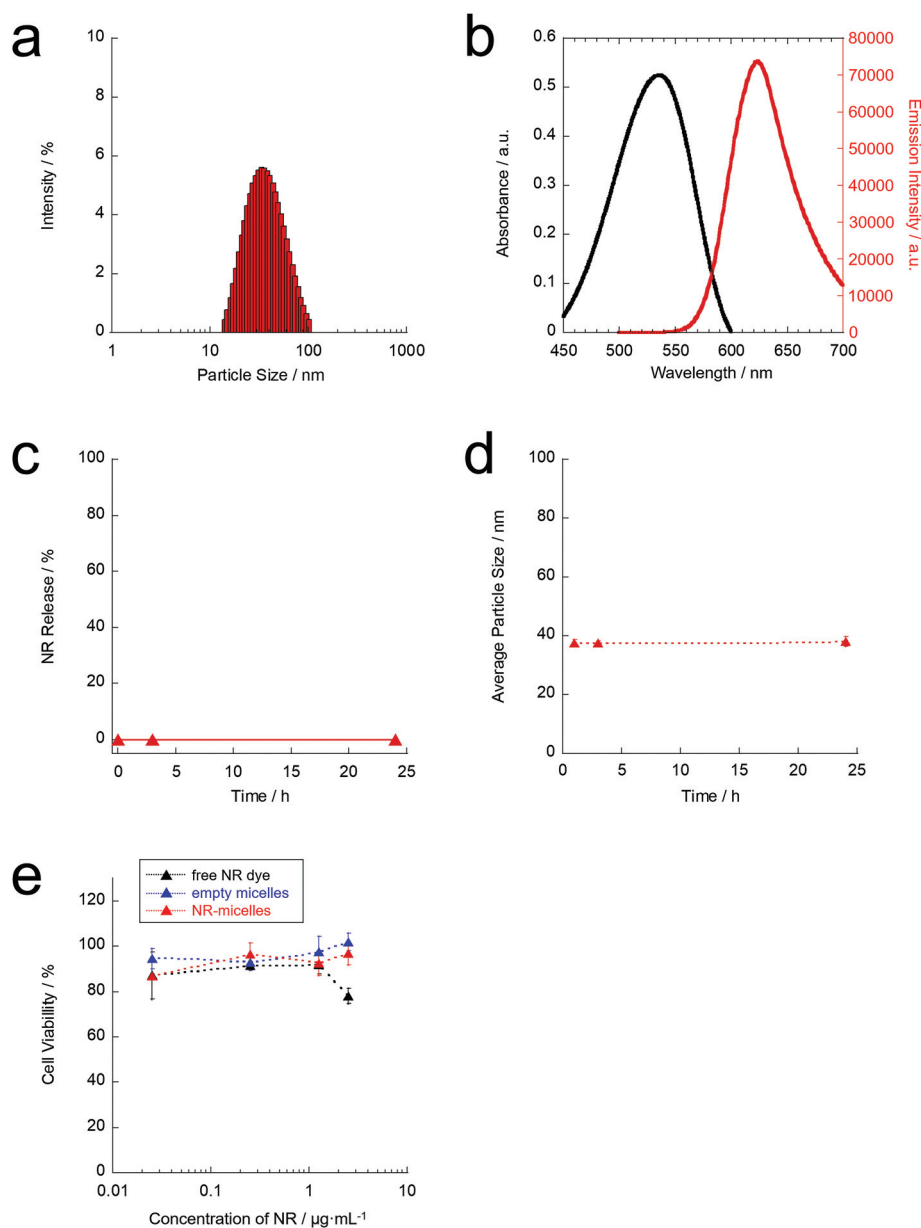 a
10
8
6
4
2
0
1 10 100 1000
Intensity / %
Particle Size / nm
b
0.6
0.5
0.4
0.3
0.2
0.1
0
450 500 550 600 650 700
80000
70000
60000
50000
40000
30000
20000
10000
0
Absorbance / a.u.
Emission Intensity / a.u.
Wavelength / nm
c
100
80
60
40
20
0
0 5 10 15 20 25
NR Release / %
Time / h
d
100
80
60
40
20
0
0 5 10 15 20 25
Average Particle Size / nm
Time / h
e
free NR dye
empty micelles
NR-micelles
120
100
80
60
40
20
0
0.01 0.1 1 10
Cell Viabillity / %
Concentration of NR / µg·mL⁻¹